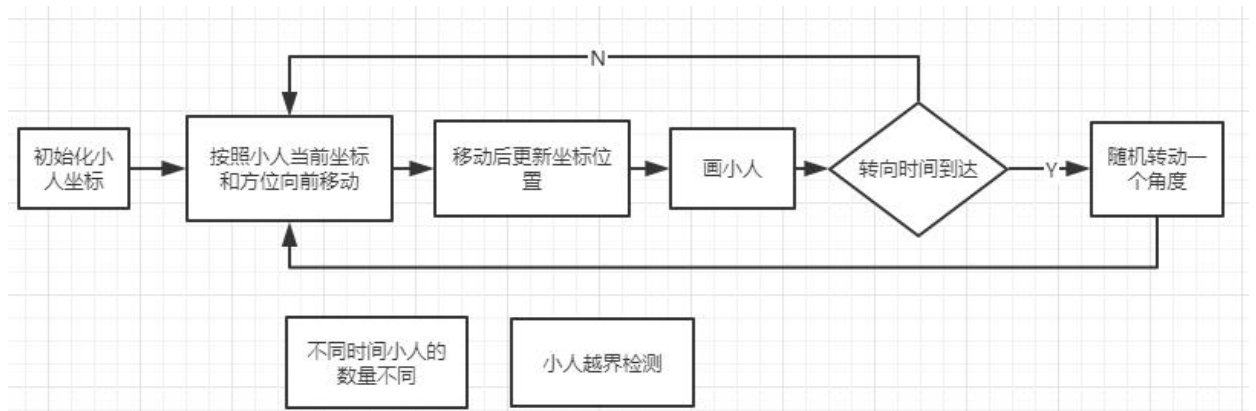 N
初始化小
人坐标
按照小人当前坐标
和方位向前移动
移动后更新坐标位
置
画小人
转向时间到达
Y
随机转动一
个角度
不同时间小人的
数量不同
小人越界检测